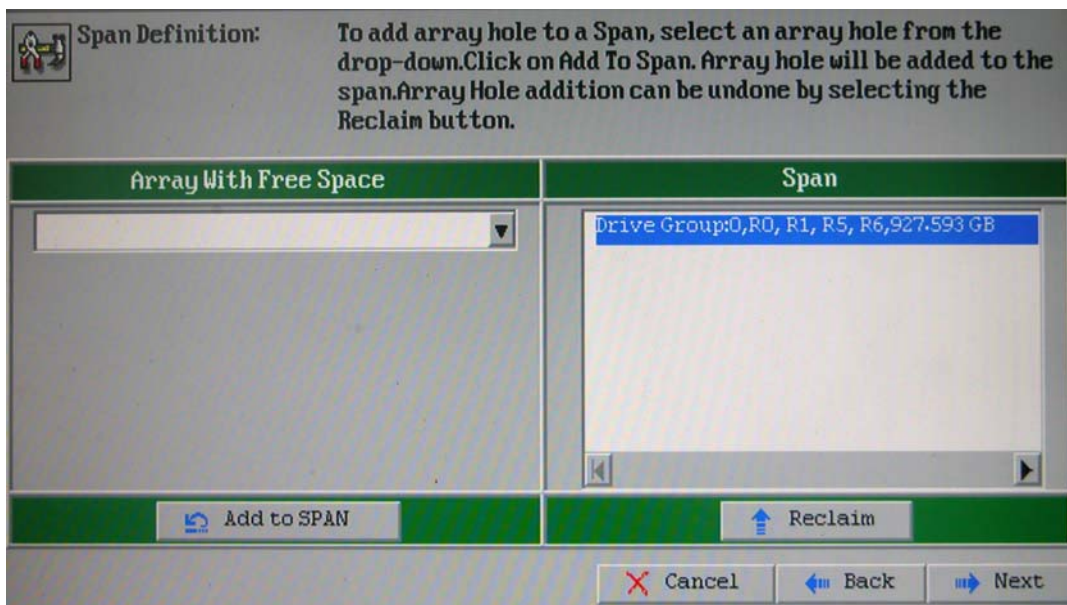 Span Definition:
To add array hole to a Span, select an array hole from the
drop-down.Click on Add To Span. Array hole will be added to the
span.Array Hole addition can be undone by selecting the
Reclaim button.
Array With Free Space
Span
Drive Group:0,R0, R1, R5, R6,927.593 GB
Add to SPAN
Reclaim
Cancel
Back
Next